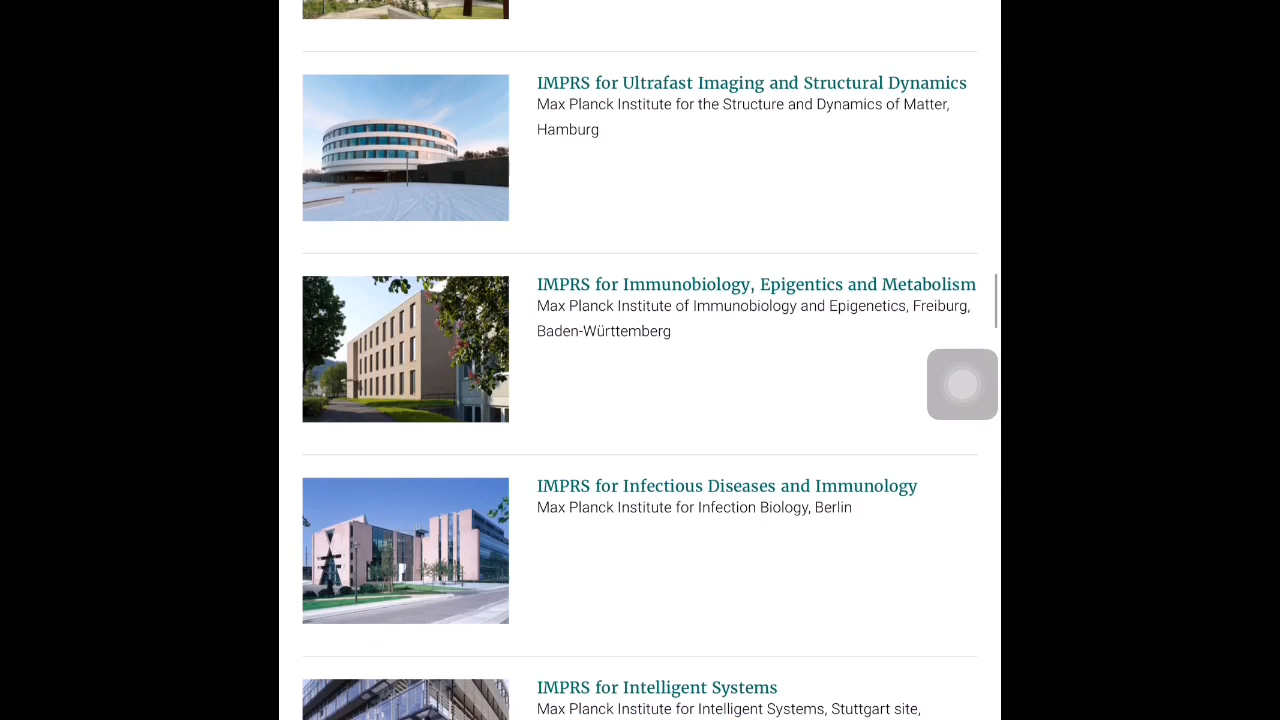 IMPRS for Ultrafast Imaging and Structural Dynamics
Max Planck Institute for the Structure and Dynamics of Matter,
Hamburg
IMPRS for Immunobiology, Epigentics and Metabolism
Max Planck Institute of Immunobiology and Epigenetics, Freiburg,
Baden-Württemberg
IMPRS for Infectious Diseases and Immunology
Max Planck Institute for Infection Biology, Berlin
IMPRS for Intelligent Systems
Max Planck Institute for Intelligent Systems, Stuttgart site,